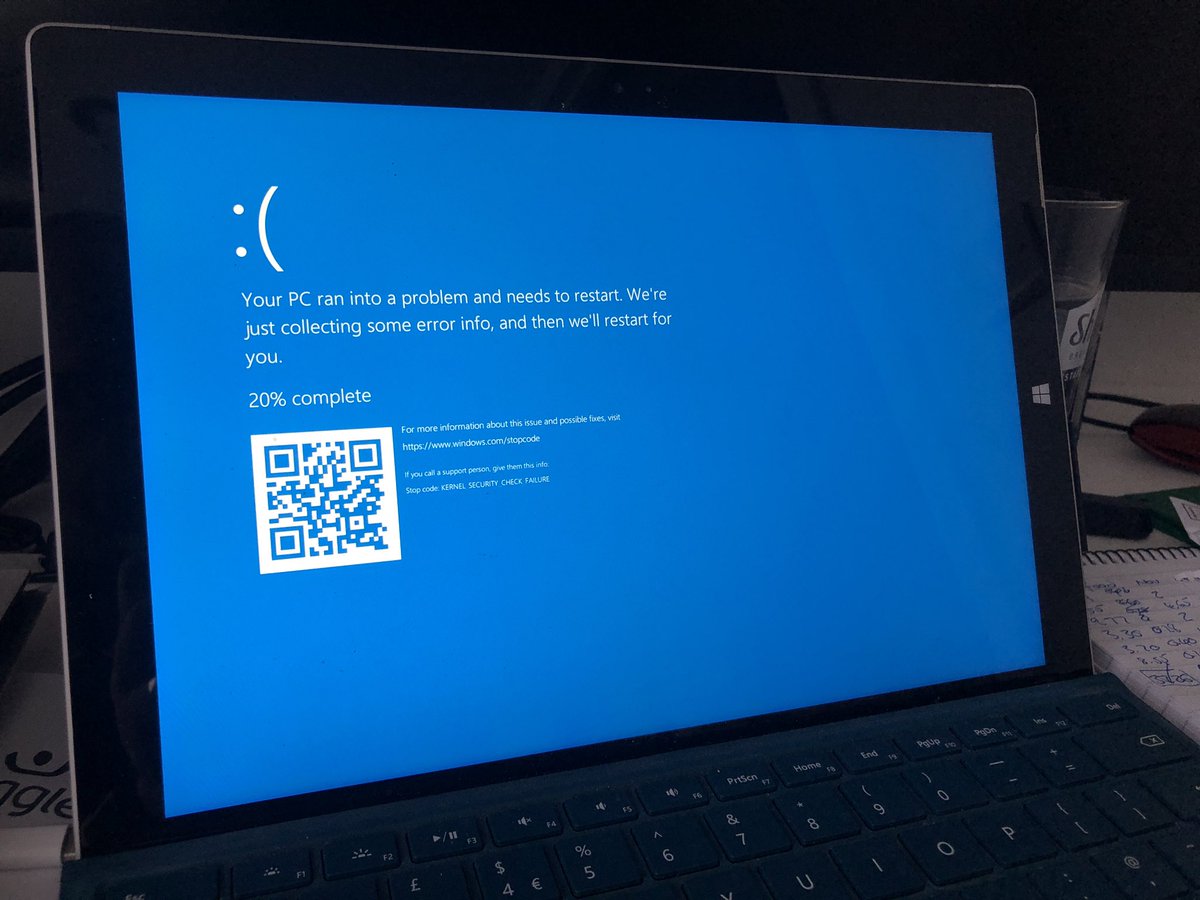 :(
Your PC ran into a problem and needs to restart. We're
just collecting some error info, and then we'll restart for
you.
20% complete
For more information about this issue and possible fixes, visit
https://www.windows.com/stopcode
If you call a support person, give them this info:
Stop code: KERNEL SECURITY CHECK FAILURE
PrtScn F7 Home F8 End F9 PgUp F10 PgDn F11 Ins F12 Del
F1 F2 F3 F4 F5 F6
£ $ 4 € % 5 ^ 6 & 7 * 8 ( 9 ) 0 — - + =
U I O P { [ } ]
@